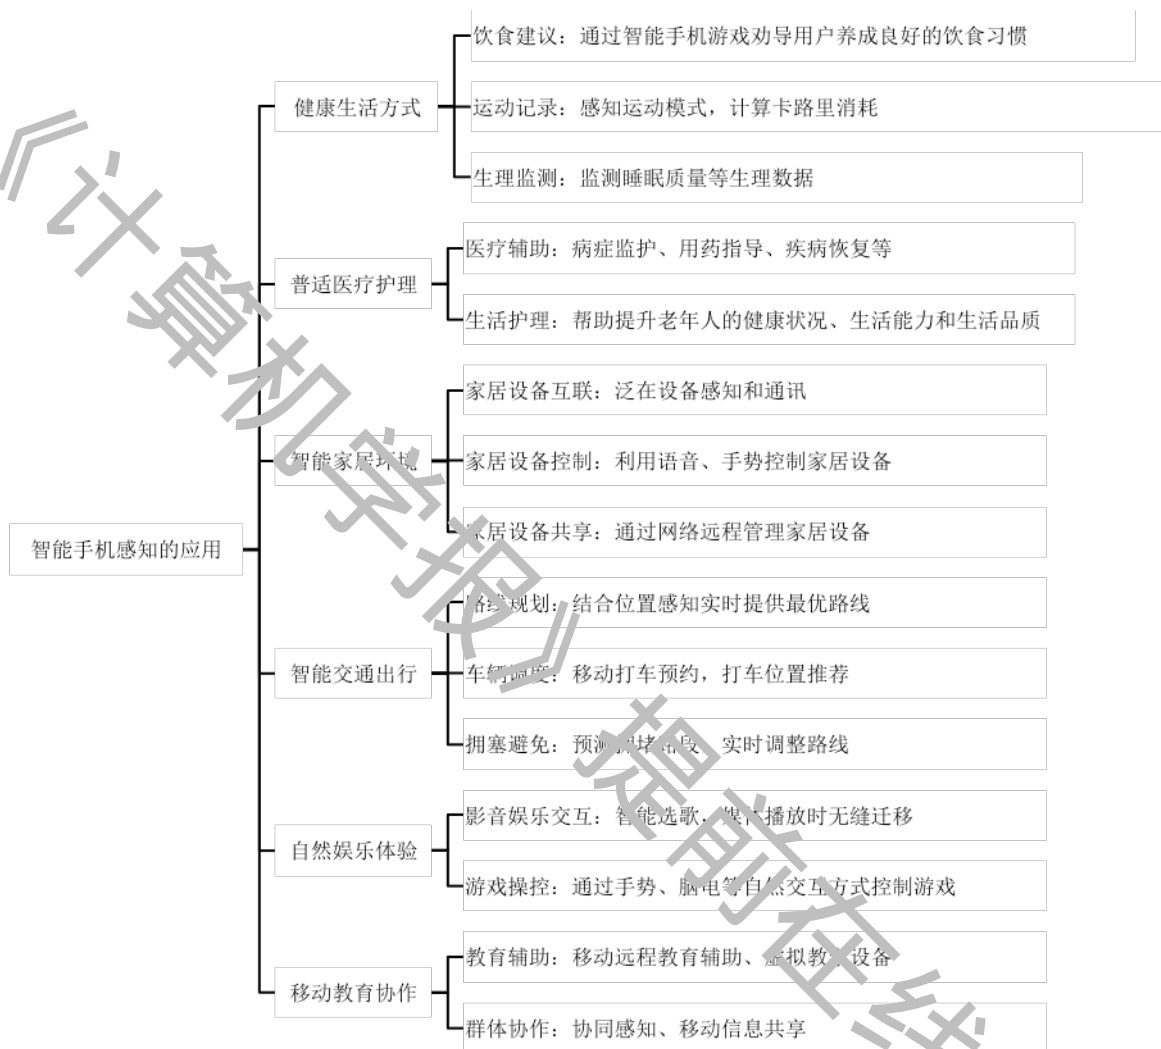 饮食建议：通过智能手机游戏劝导用户养成良好的饮食习惯
健康生活方式
运动记录：感知运动模式，计算卡路里消耗
生理监测：监测睡眠质量等生理数据
医疗辅助：病症监护、用药指导、疾病恢复等
普适医疗护理
生活护理：帮助提升老年人的健康状况、生活能力和生活品质
家居设备互联：泛在设备感知和通讯
智能家居环境
家居设备控制：利用语音、手势控制家居设备
家居设备共享：通过网络远程管理家居设备
智能手机感知的应用
路线规划：结合位置感知实时提供最优路线
智能交通出行
车辆调度：移动打车预约，打车位置推荐
拥塞避免：预测拥堵路段，实时调整路线
影音娱乐交互：智能选歌，媒体播放时无缝迁移
自然娱乐体验
游戏操控：通过手势、脑电等自然交互方式控制游戏
教育辅助：移动远程教育辅助、虚拟教学设备
移动教育协作
群体协作：协同感知、移动信息共享
《计算机学报》提前在线